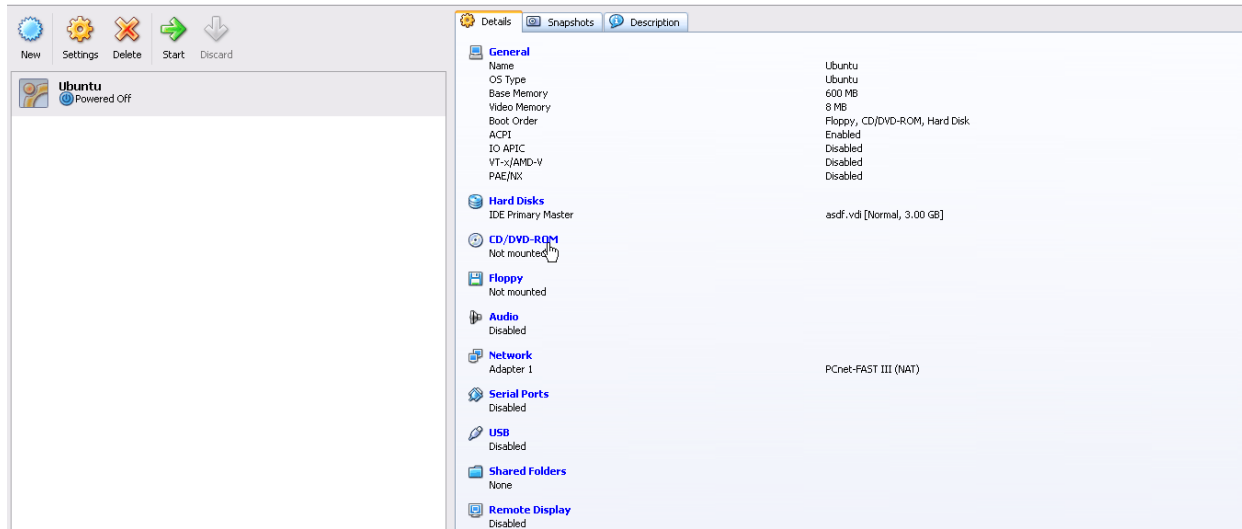 New Settings Delete Start Discard
Ubuntu
Powered Off
Details Snapshots Description
General
Name Ubuntu
OS Type Ubuntu
Base Memory 600 MB
Video Memory 8 MB
Boot Order Floppy, CD/DVD-ROM, Hard Disk
ACPI Enabled
IO APIC Disabled
VT-x/AMD-V Disabled
PAE/NX Disabled
Hard Disks
IDE Primary Master asdf.vdi [Normal, 3.00 GB]
CD/DVD-ROM
Not mounted
Floppy
Not mounted
Audio
Disabled
Network
Adapter 1 PCnet-FAST III (NAT)
Serial Ports
Disabled
USB
Disabled
Shared Folders
None
Remote Display
Disabled